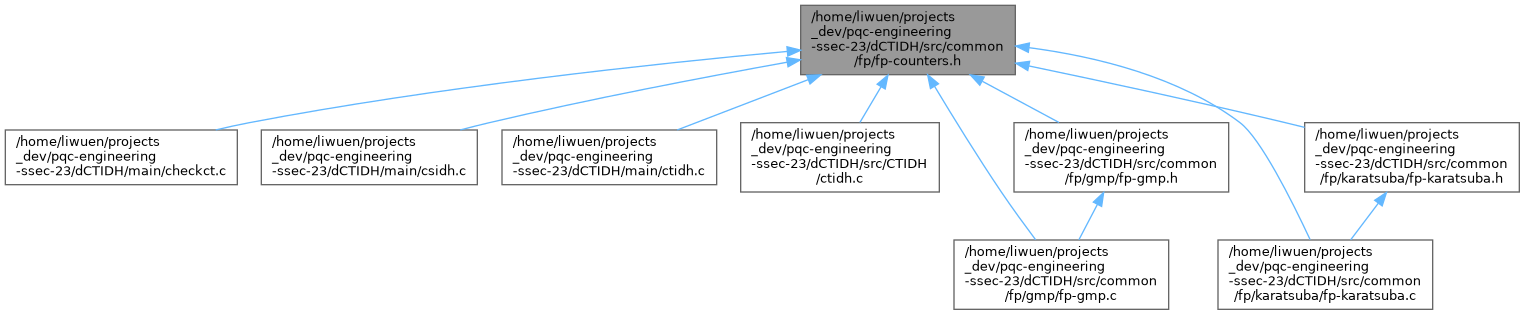 /home/liwuen/projects
_dev/pqc-engineering
-ssec-23/dCTIDH/src/common
/fp/fp-counters.h
/home/liwuen/projects
_dev/pqc-engineering
-ssec-23/dCTIDH/main/checkct.c
/home/liwuen/projects
_dev/pqc-engineering
-ssec-23/dCTIDH/main/csidh.c
/home/liwuen/projects
_dev/pqc-engineering
-ssec-23/dCTIDH/main/ctidh.c
/home/liwuen/projects
_dev/pqc-engineering
-ssec-23/dCTIDH/src/CTIDH
/ctidh.c
/home/liwuen/projects
_dev/pqc-engineering
-ssec-23/dCTIDH/src/common
/fp/gmp/fp-gmp.h
/home/liwuen/projects
_dev/pqc-engineering
-ssec-23/dCTIDH/src/common
/fp/karatsuba/fp-karatsuba.h
/home/liwuen/projects
_dev/pqc-engineering
-ssec-23/dCTIDH/src/common
/fp/gmp/fp-gmp.c
/home/liwuen/projects
_dev/pqc-engineering
-ssec-23/dCTIDH/src/common
/fp/karatsuba/fp-karatsuba.c